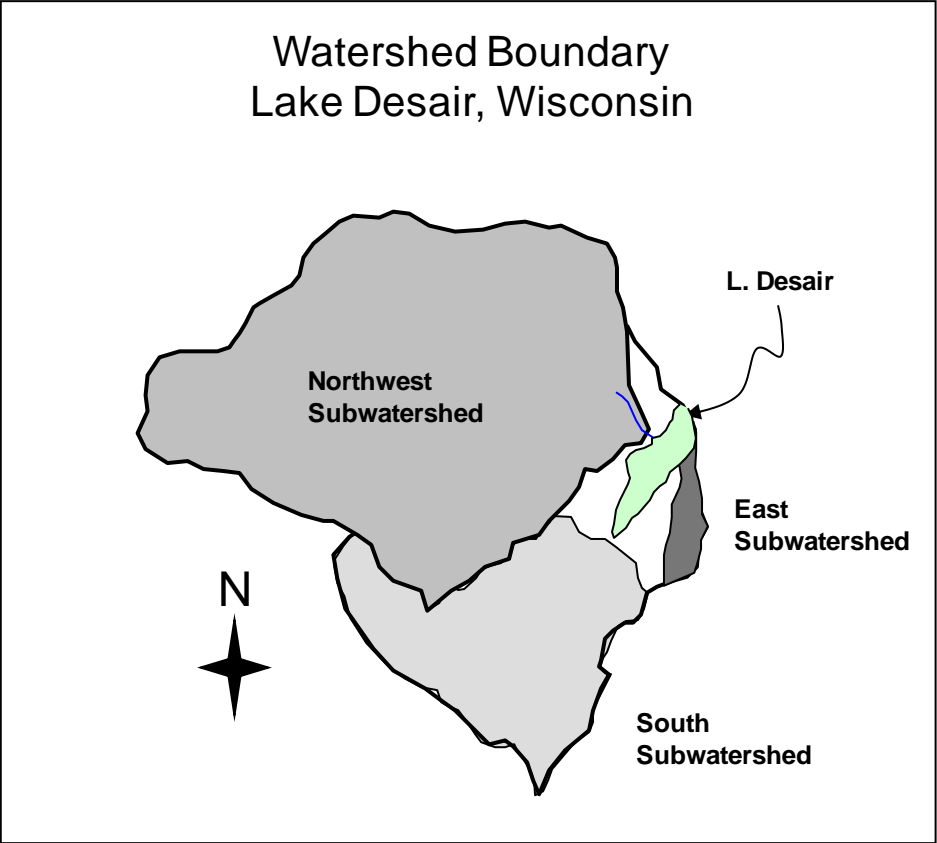 Watershed Boundary
Lake Desair, Wisconsin
L. Desair
Northwest
Subwatershed
East
Subwatershed
N
South
Subwatershed